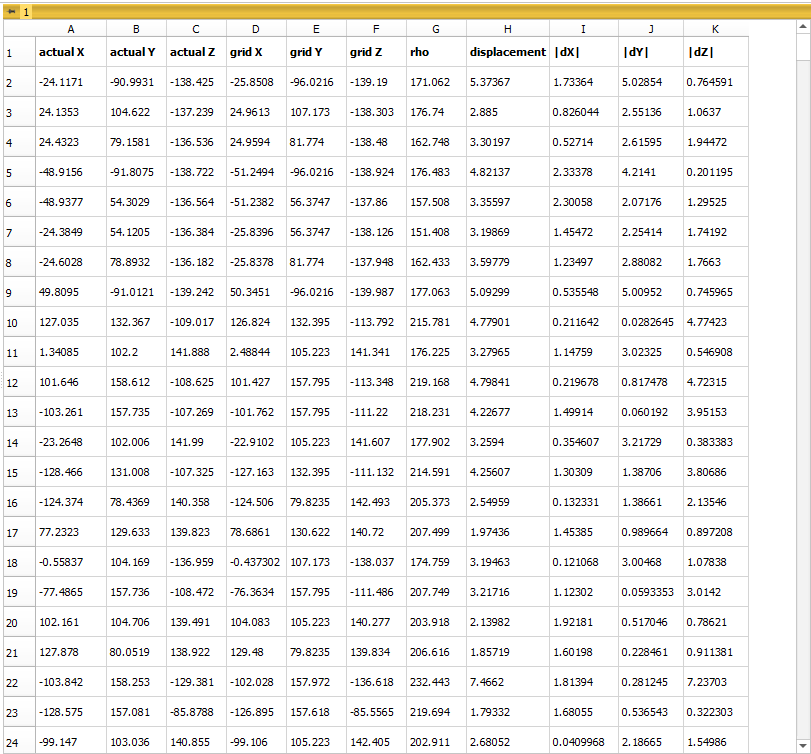 1
A B C D E F G H I J K
1 actual X actual Y actual Z grid X grid Y grid Z rho displacement |dX| |dY| |dZ|
2 -24.1171 -90.9931 -138.425 -25.8508 -96.0216 -139.19 171.062 5.37367 1.73364 5.02854 0.764591
3 24.1353 104.622 -137.239 24.9613 107.173 -138.303 176.74 2.885 0.826044 2.55136 1.0637
4 24.4323 79.1581 -136.536 24.9594 81.774 -138.48 162.748 3.30197 0.52714 2.61595 1.94472
5 -48.9156 -91.8075 -138.722 -51.2494 -96.0216 -138.924 176.483 4.82137 2.33378 4.2141 0.201195
6 -48.9377 54.3029 -136.564 -51.2382 56.3747 -137.86 157.508 3.35597 2.30058 2.07176 1.29525
7 -24.3849 54.1205 -136.384 -25.8396 56.3747 -138.126 151.408 3.19869 1.45472 2.25414 1.74192
8 -24.6028 78.8932 -136.182 -25.8378 81.774 -137.948 162.433 3.59779 1.23497 2.88082 1.7663
9 49.8095 -91.0121 -139.242 50.3451 -96.0216 -139.987 177.063 5.09299 0.535548 5.00952 0.745965
10 127.035 132.367 -109.017 126.824 132.395 -113.792 215.781 4.77901 0.211642 0.0282645 4.77423
11 1.34085 102.2 141.888 2.48844 105.223 141.341 176.225 3.27965 1.14759 3.02325 0.546908
12 101.646 158.612 -108.625 101.427 157.795 -113.348 219.168 4.79841 0.219678 0.817478 4.72315
13 -103.261 157.735 -107.269 -101.762 157.795 -111.22 218.231 4.22677 1.49914 0.060192 3.95153
14 -23.2648 102.006 141.99 -22.9102 105.223 141.607 177.902 3.2594 0.354607 3.21729 0.383383
15 -128.466 131.008 -107.325 -127.163 132.395 -111.132 214.591 4.25607 1.30309 1.38706 3.80686
16 -124.374 78.4369 140.358 -124.506 79.8235 142.493 205.373 2.54959 0.132331 1.38661 2.13546
17 77.2323 129.633 139.823 78.6861 130.622 140.72 207.499 1.97436 1.45385 0.989664 0.897208
18 -0.55837 104.169 -136.959 -0.437302 107.173 -138.037 174.759 3.19463 0.121068 3.00468 1.07838
19 -77.4865 157.736 -108.472 -76.3634 157.795 -111.486 207.749 3.21716 1.12302 0.0593353 3.0142
20 102.161 104.706 139.491 104.083 105.223 140.277 203.918 2.13982 1.92181 0.517046 0.78621
21 127.878 80.0519 138.922 129.48 79.8235 139.834 206.616 1.85719 1.60198 0.228461 0.911381
22 -103.842 158.253 -129.381 -102.028 157.972 -136.618 232.443 7.4662 1.81394 0.281245 7.23703
23 -128.575 157.081 -85.8788 -126.895 157.618 -85.5565 219.694 1.79332 1.68055 0.536543 0.322303
24 -99.147 103.036 140.855 -99.106 105.223 142.405 202.911 2.68052 0.0409968 2.18665 1.54986